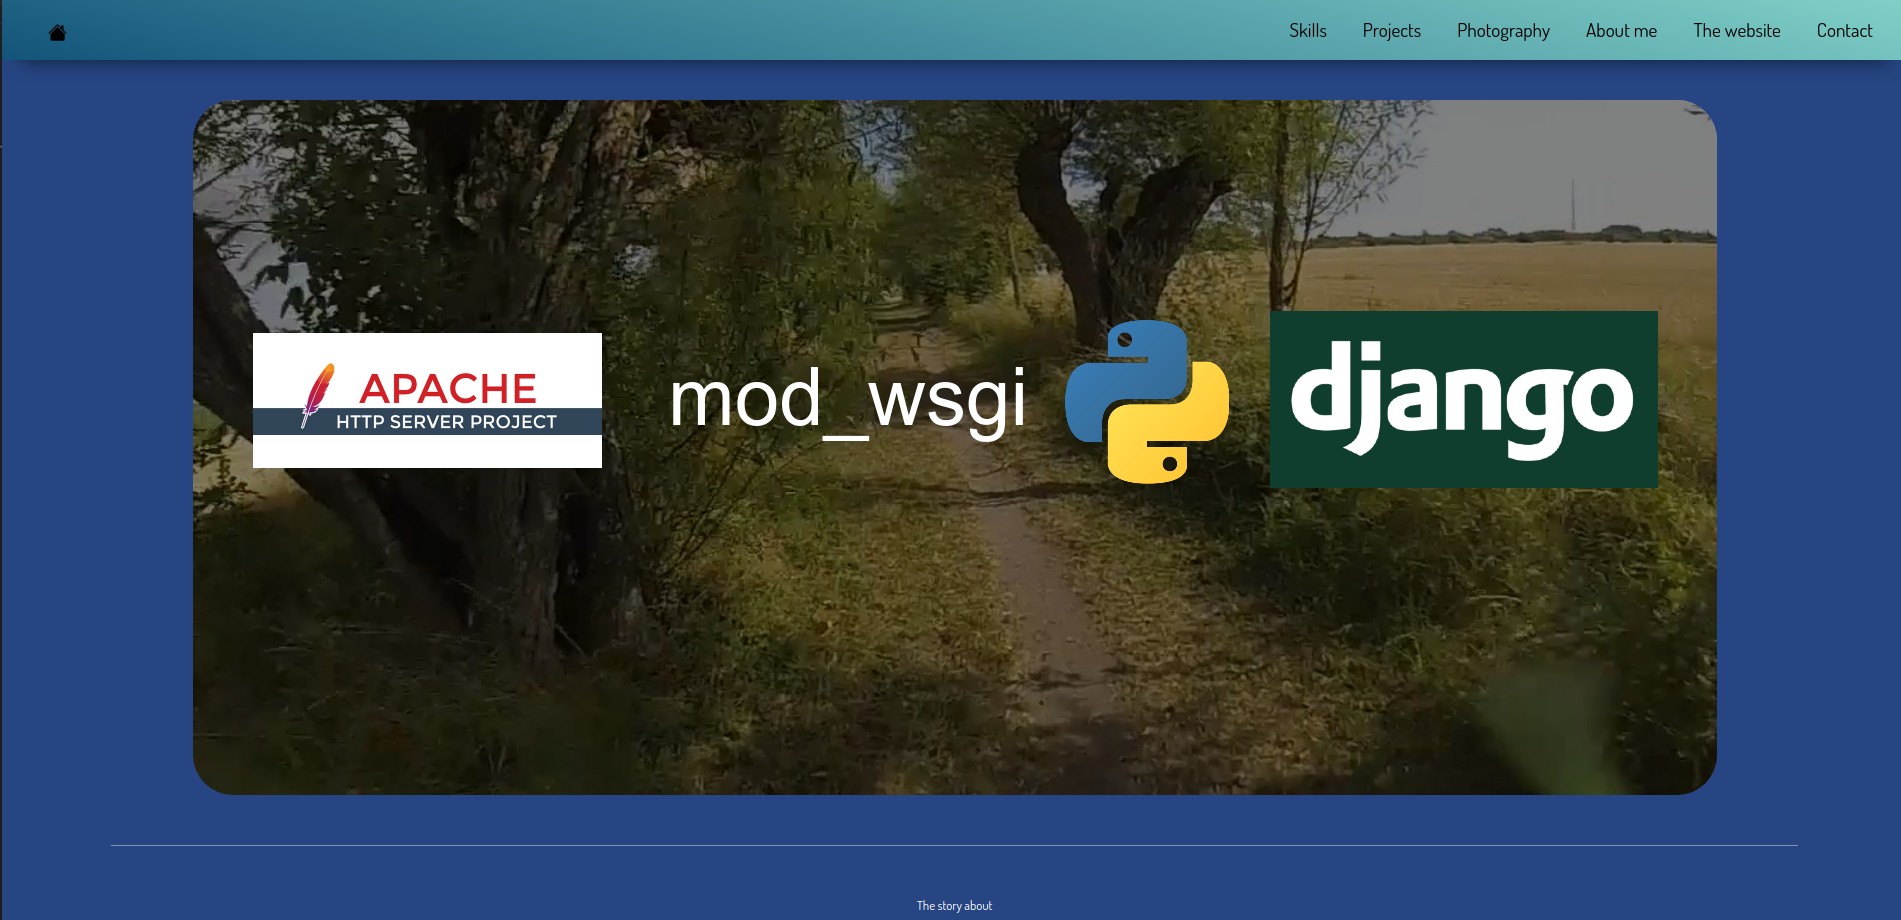 Skills Projects Photography About me The website Contact
APACHE
HTTP SERVER PROJECT
mod_wsgi
django
The story about